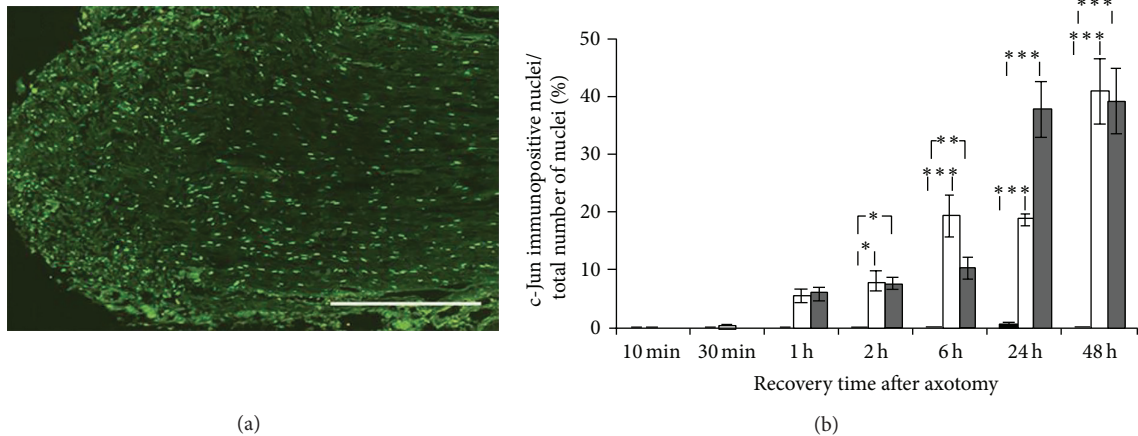 ***
***
50
***
40
**
***
30
***
*
20
*
10
0
c-Jun immunopositive nuclei/
total number of nuclei (%)
10 min 30 min 1 h 2 h 6 h 24 h 48 h
Recovery time after axotomy
(a) (b)